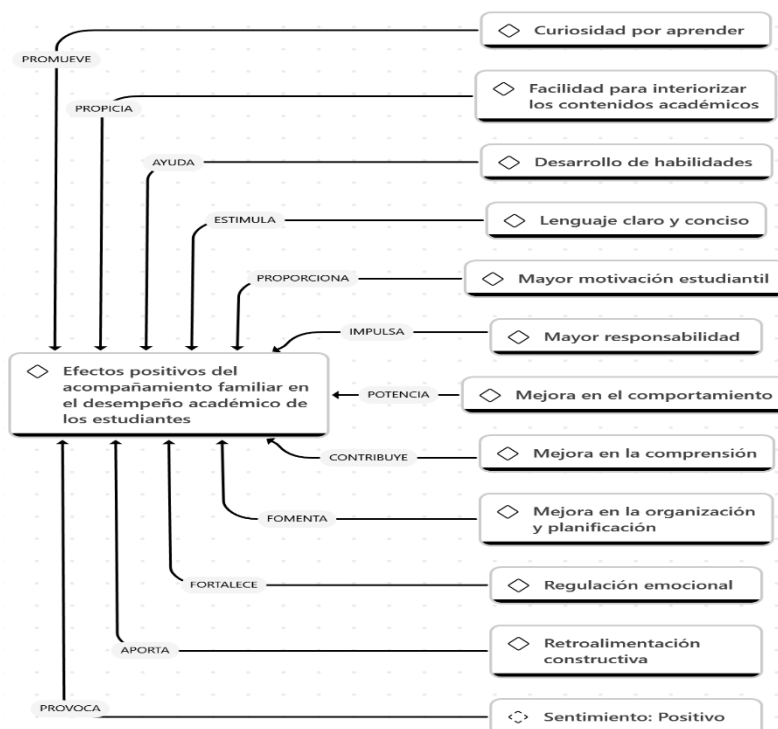 Curiosidad por aprender
PROMUEVE
Facilidad para interiorizar
los contenidos académicos
PROPICIA
Desarrollo de habilidades
AYUDA
Lenguaje claro y conciso
ESTIMULA
Mayor motivación estudiantil
PROPORCIONA
Mayor responsabilidad
IMPULSA
Efectos positivos del
acompañamiento familiar en
el desempeño académico de
los estudiantes
Mejora en el comportamiento
POTENCIA
Mejora en la comprensión
CONTRIBUYE
Mejora en la organización
y planificación
FOMENTA
Regulación emocional
FORTALECE
Retroalimentación
constructiva
APORTA
PROVOCA
Sentimiento: Positivo